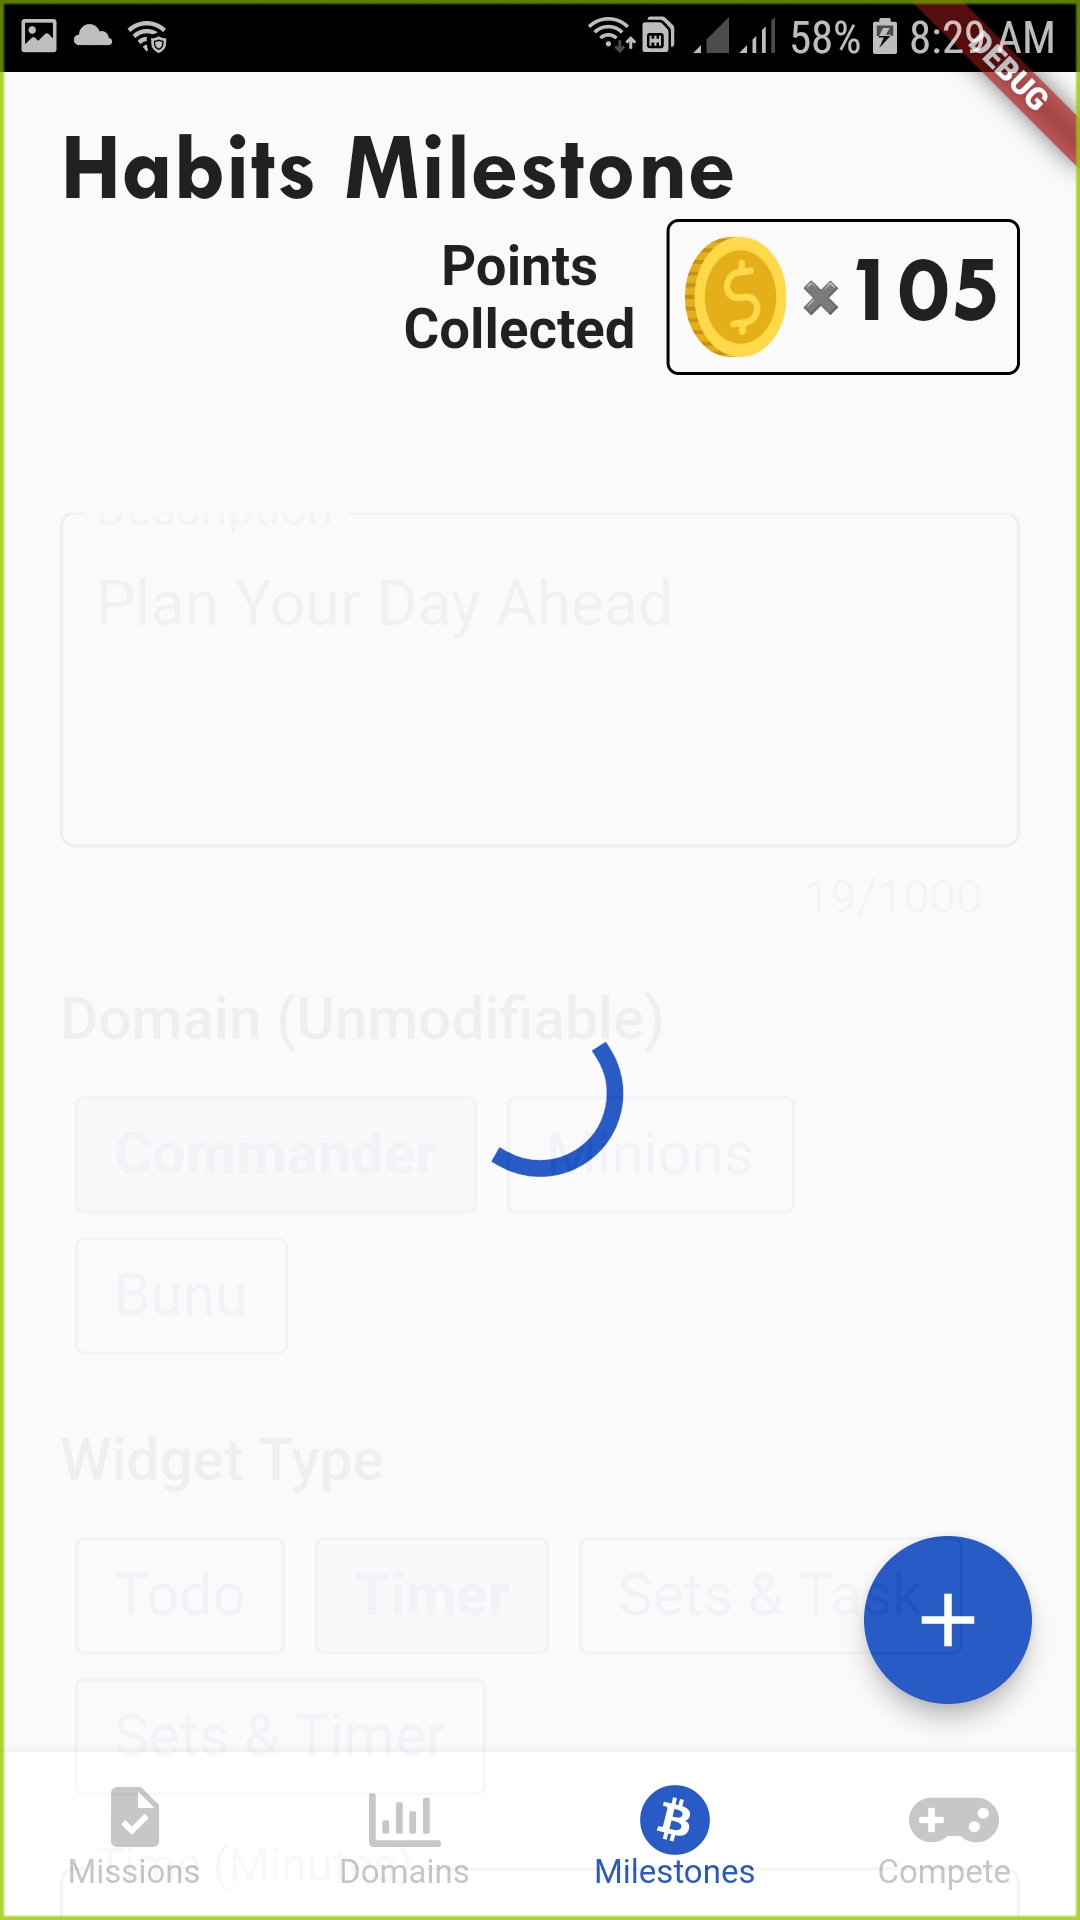 58% 8:29 AM
DEBUG
Habits Milestone
Points
Collected
×105
Description
Plan Your Day Ahead
19/1000
Domain (Unmodifiable)
Commander Minions
Bunu
Widget Type
Todo Timer Sets & Task
Sets & Timer
Time (Minutes)
Missions Domains Milestones Compete